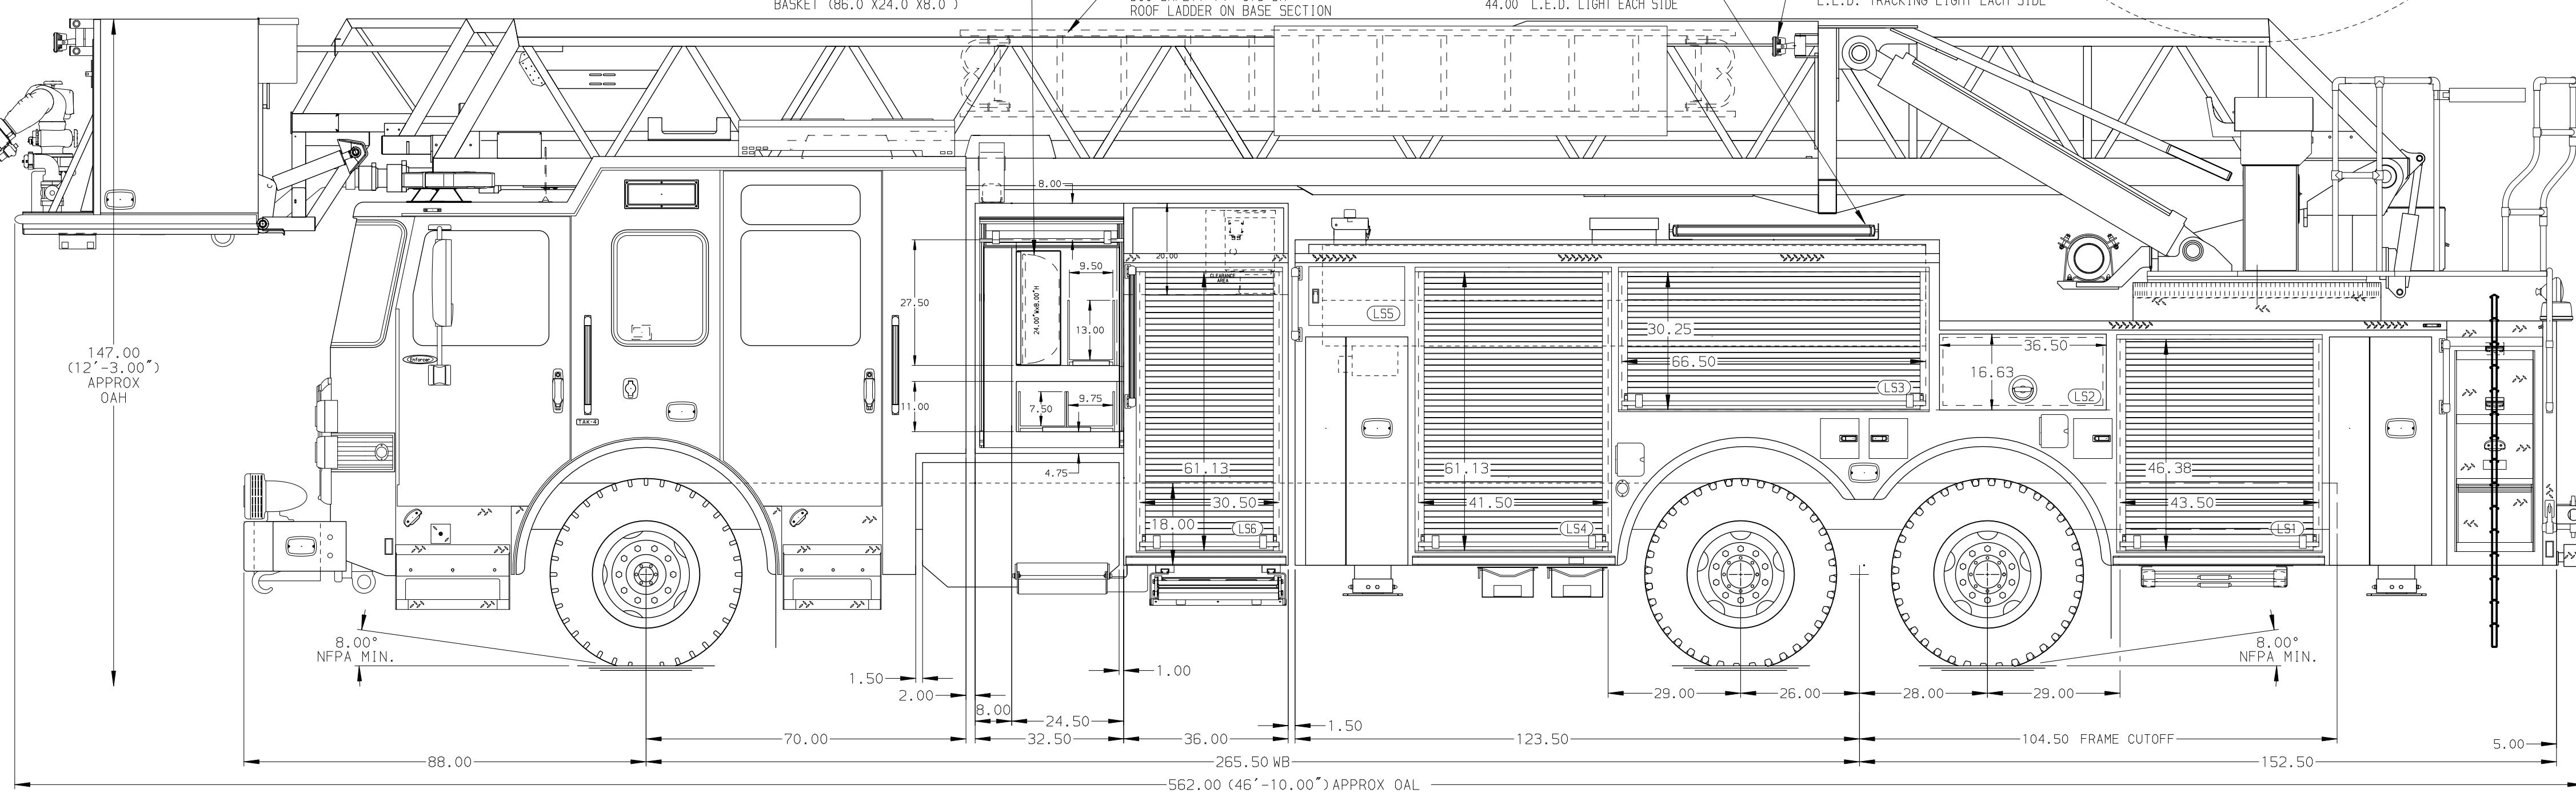 BASKET (86.0 X24.0 X8.0 )
ROOF LADDER ON BASE SECTION
44.00 L.E.D. LIGHT EACH SIDE
L.E.D. TRACKING LIGHT EACH SIDE
147.00
(12'-3.00")
APPROX
OAH
Enforcer
TAK-4
8.00
20.00
CLEARANCE
AREA
27.50
24.00"Wx8.00"H
9.50
13.00
11.00
7.50
9.75
4.75
61.13
30.50
18.00
LS6
LS5
61.13
41.50
LS4
30.25
66.50
LS3
36.50
16.63
LS2
46.38
43.50
LS1
8.00°
NFPA MIN.
8.00°
NFPA MIN.
1.50
1.00
2.00
8.00
24.50
29.00
26.00
28.00
29.00
1.50
70.00
32.50
36.00
123.50
104.50 FRAME CUTOFF
5.00
88.00
265.50 WB
152.50
562.00 (46'-10.00") APPROX OAL